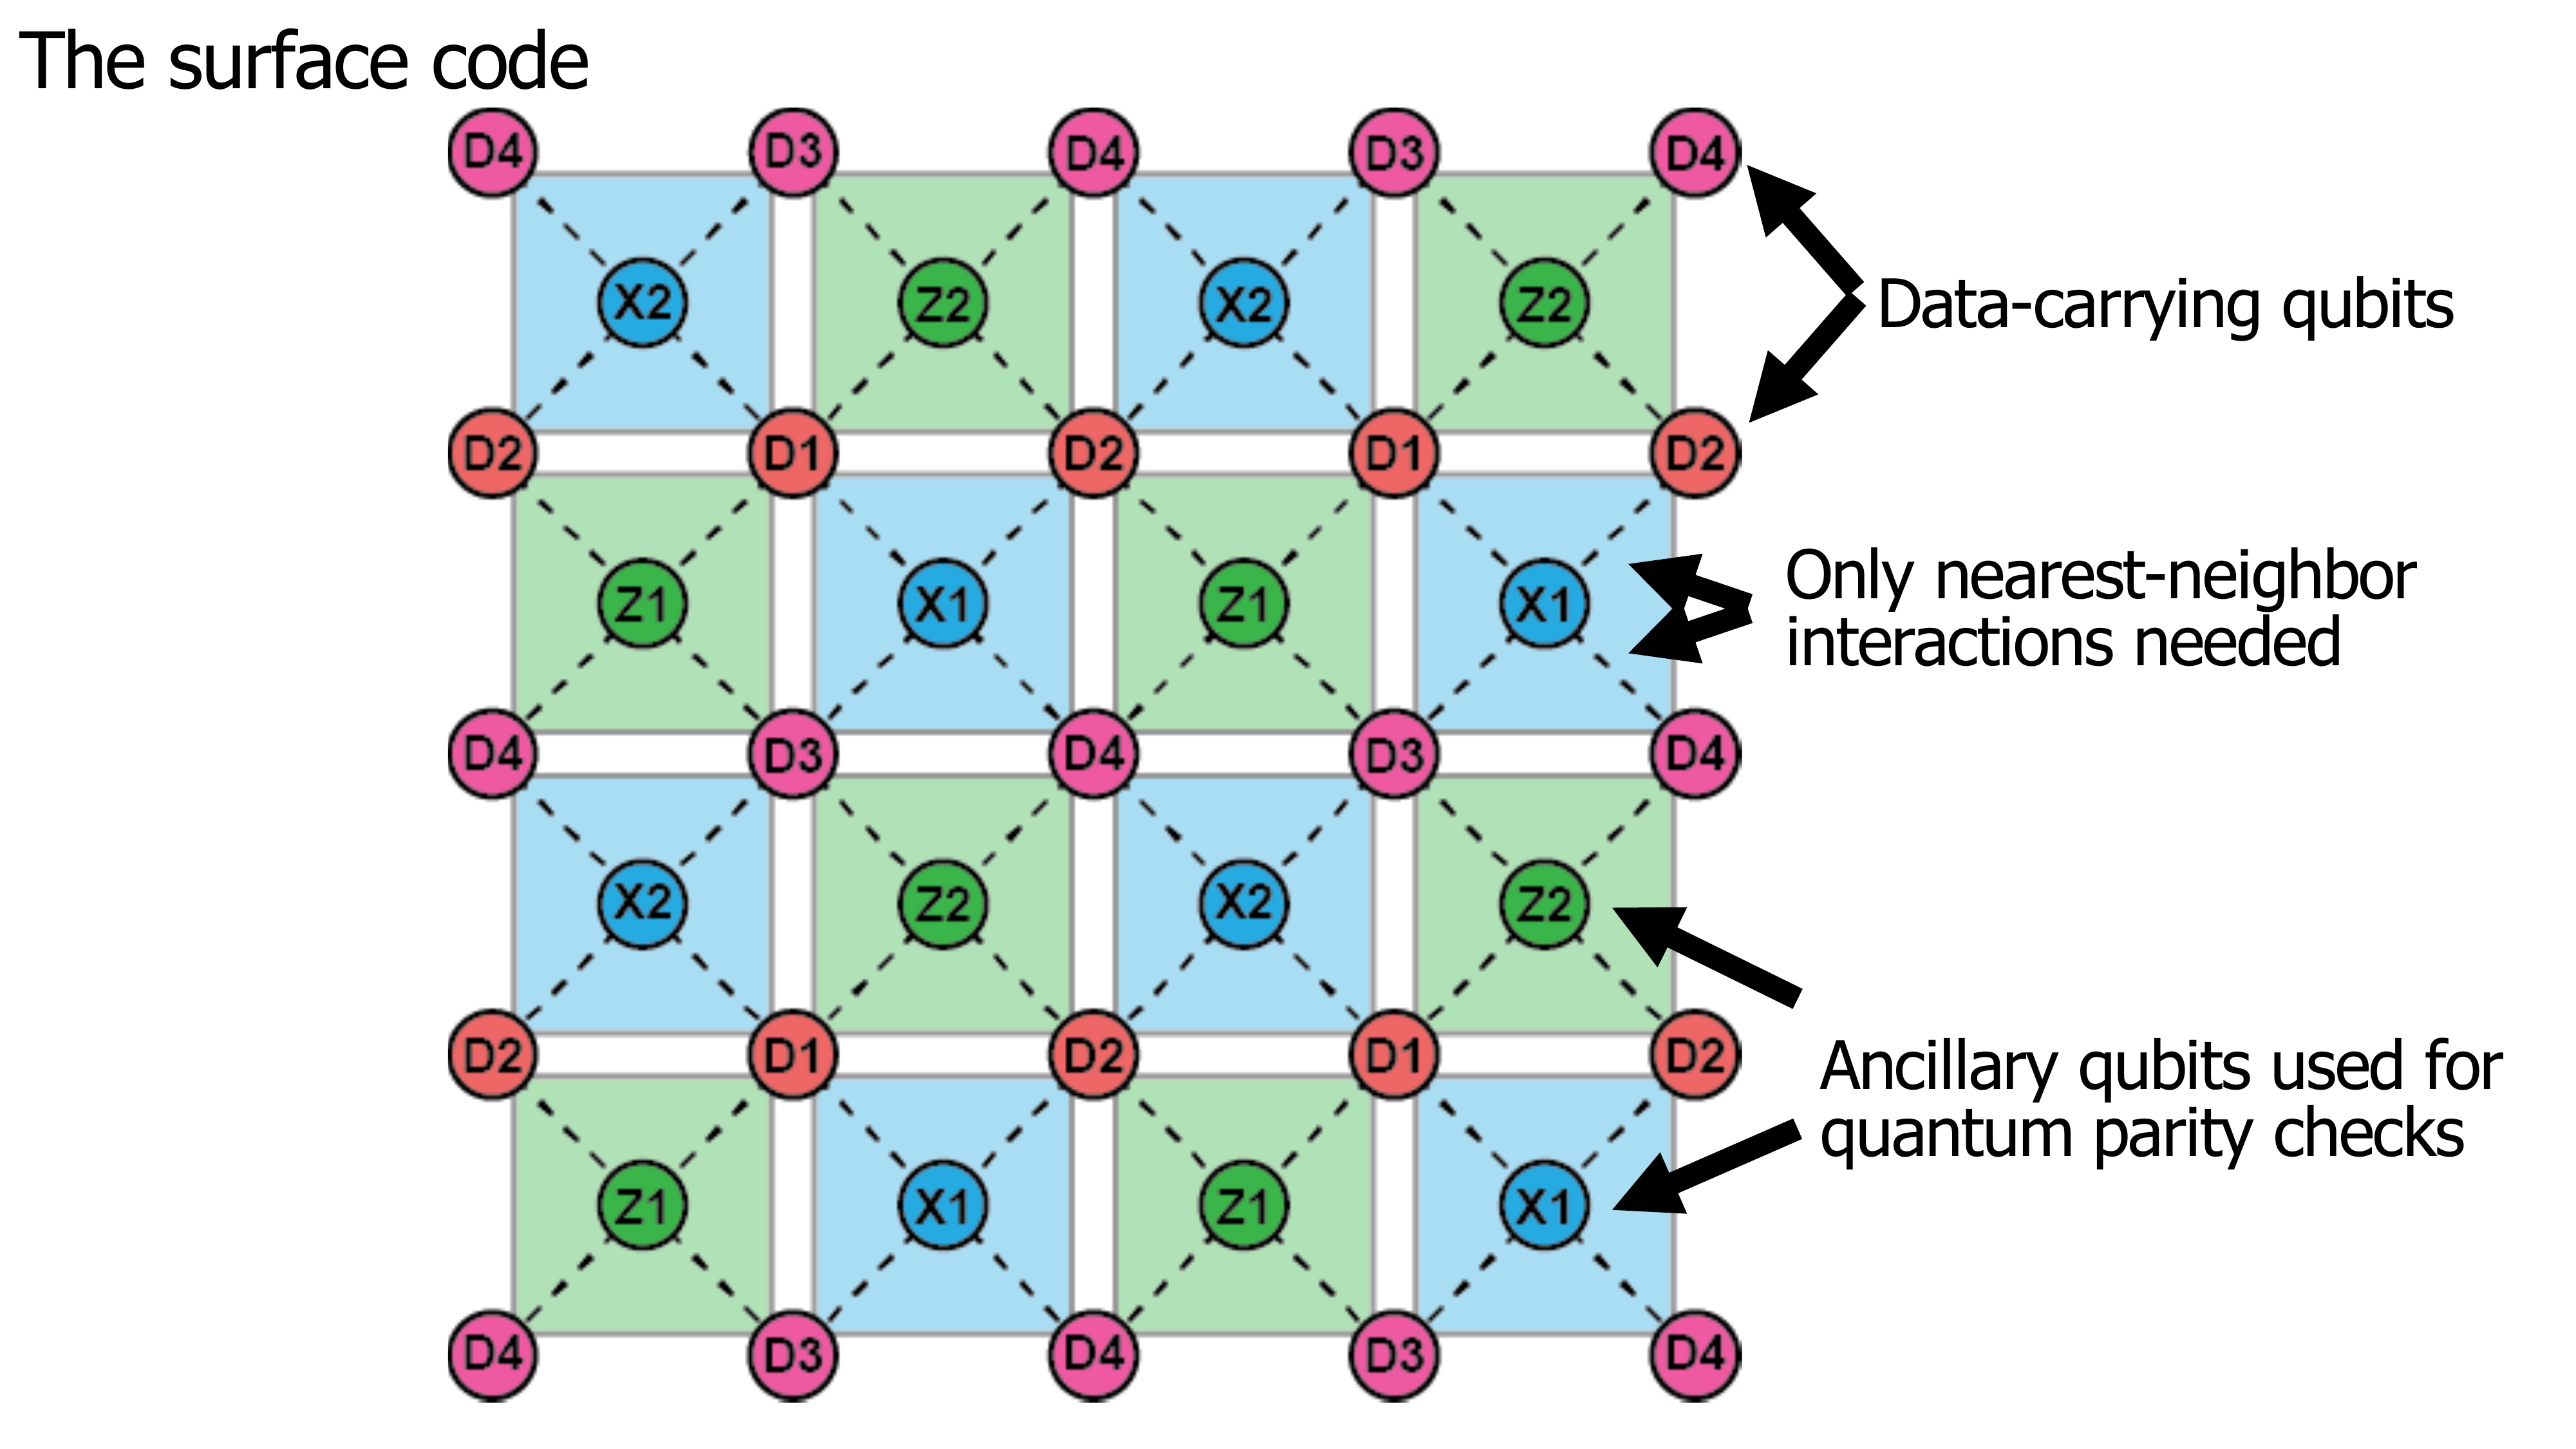 The surface code
D4 D3 D4 D3 D4
X2 Z2 X2 Z2
Data-carrying qubits
D2 D1 D2 D1 D2
Z1 X1 Z1 X1
Only nearest-neighbor
interactions needed
D4 D3 D4 D3 D4
X2 Z2 X2 Z2
D2 D1 D2 D1 D2
Ancillary qubits used for
quantum parity checks
Z1 X1 Z1 X1
D4 D3 D4 D3 D4